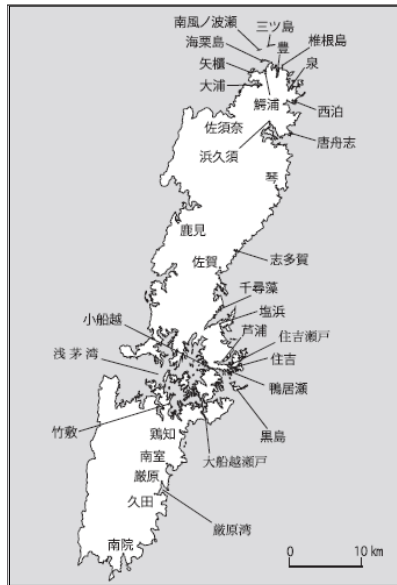 南風ノ波瀬
三ツ島
海栗島
豊
椎根島
矢櫃
泉
大浦
鰐浦
西泊
佐須奈
唐舟志
浜久須
琴
鹿見
志多賀
佐賀
千尋藻
小船越
塩浜
芦浦
住吉瀬戸
浅茅湾
住吉
鴨居瀬
竹敷
黒島
鶏知
大船越瀬戸
南室
厳原
久田
厳原湾
南院
0 10 km